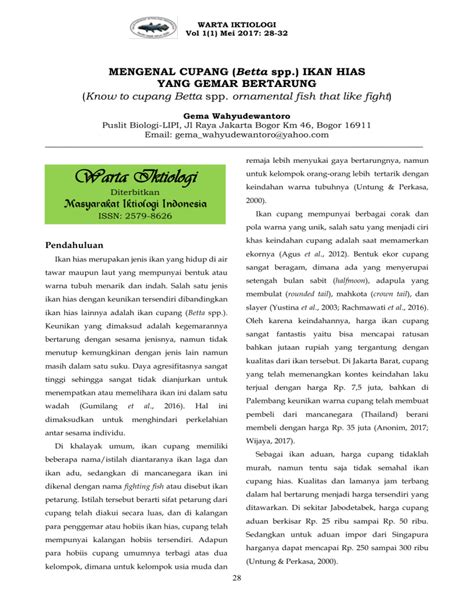 WARTA IKTIOLOGI
Vol 1(1) Mei 2017: 28-32
MENGENAL CUPANG (Betta spp.) IKAN HIAS
YANG GEMAR BERTARUNG
(Know to cupang Betta spp. ornamental fish that like fight)
Gema Wahyudewantoro
Puslit Biologi-LIPI, Jl Raya Jakarta Bogor Km 46, Bogor 16911
Email: gema_wahyudewantoro@yahoo.com
Warta Iktiologi
Diterbitkan
Masyarakat Iktiologi Indonesia
ISSN: 2579-8626
Pendahuluan
Ikan hias merupakan jenis ikan yang hidup di air
tawar maupun laut yang mempunyai bentuk atau
warna tubuh menarik dan indah. Salah satu jenis
ikan hias dengan keunikan tersendiri dibandingkan
ikan hias lainnya adalah ikan cupang (Betta spp.).
Keunikan yang dimaksud adalah kegemarannya
bertarung dengan sesama jenisnya, namun tidak
menutup kemungkinan dengan jenis lain namun
masih dalam satu suku. Daya agresifitasnya sangat
tinggi sehingga sangat tidak dianjurkan untuk
menempatkan atau memelihara ikan ini dalam satu
wadah (Gumilang et al., 2016). Hal ini
dimaksudkan untuk menghindari perkelahian
antar sesama individu.
Di khalayak umum, ikan cupang memiliki
beberapa nama/istilah diantaranya ikan laga dan
ikan adu, sedangkan di mancanegara ikan ini
dikenal dengan nama fighting fish atau disebut ikan
petarung. Istilah tersebut berarti sifat petarung dari
cupang telah diakui secara luas, dan di kalangan
para penggemar atau hobiis ikan cupang, cupang telah
mempunyai kalangan hobiis tersendiri. Adapun
para hobiis cupang umumnya terbagi atas dua
kelompok, dimana untuk kelompok usia muda dan
remaja lebih menyukai gaya bertarungnya, namun
untuk kelompok orang-orang lebih tertarik dengan
keindahan warna tubuhnya (Untung & Perkasa,
2000).
Ikan cupang mempunyai berbagai corak dan
pola warna yang unik, salah satu yang menjadi ciri
khas keindahan cupang adalah saat memamerkan
ekornya (Agus et al., 2012). Bentuk ekor cupang
sangat beragam, dimana ada yang menyerupai
setengah bulan sabit (halfmoon), adapula yang
membulat (rounded tail), mahkota (crown tail), dan
slayer (Yustina et al., 2003; Rachmawati et al., 2016).
Oleh karena keindahannya, harga ikan cupang
sangat fantastis yaitu bisa mencapai ratusan
bahkan jutaan rupiah yang tergantung dengan
kualitas dari ikan tersebut. Di Jakarta Barat, cupang
yang telah memenangkan kontes keindahan laku
terjual dengan harga Rp. 7,5 juta, bahkan di
Palembang keunikan warna cupang telah membuat
pembeli dari mancanegara (Thailand) berani
membeli dengan harga Rp. 35 juta (Anonim, 2017;
Wijaya, 2017).
Sebagai ikan aduan, harga cupang tidaklah
murah, namun tentu saja tidak semahal ikan
cupang hias. Kualitas dan lamanya jam terbang
dalam hal bertarung menjadi harga tersendiri yang
ditawarkan. Di sekitar Jabodetabek, harga cupang
aduan berkisar Rp. 25 ribu sampai Rp. 50 ribu.
Sedangkan untuk aduan impor dari Singapura
harganya dapat mencapai Rp. 250 sampai 300 ribu
(Untung & Perkasa, 2000).
28